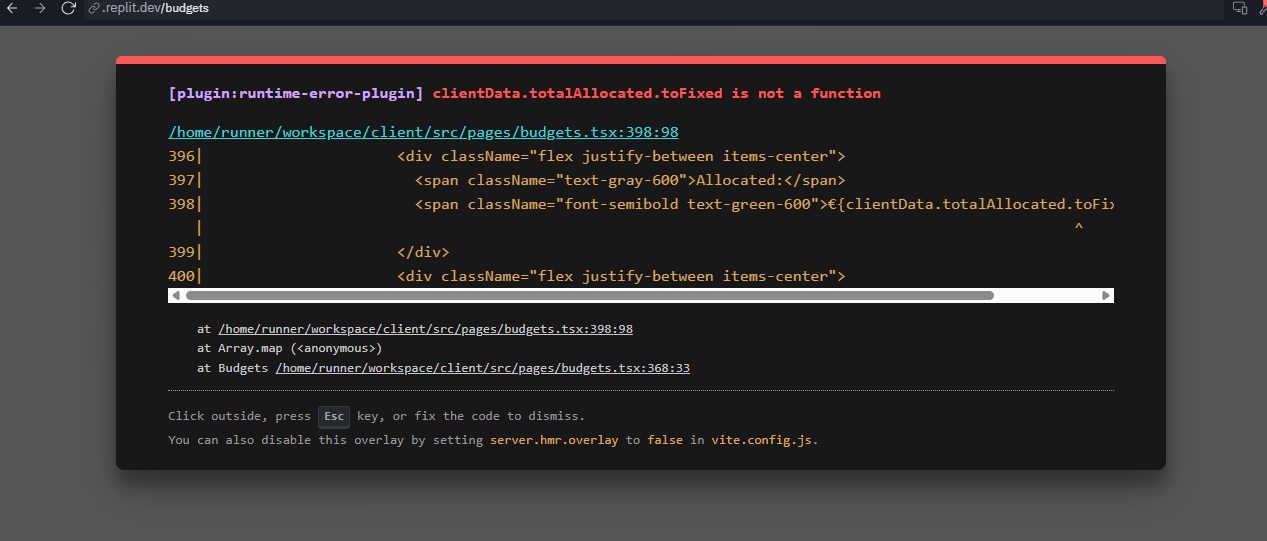 .replit.dev/budgets
[plugin:runtime-error-plugin] clientData.totalAllocated.toFixed is not a function
/home/runner/workspace/client/src/pages/budgets.tsx:398:98
396|                      <div className="flex justify-between items-center">
397|                        <span className="text-gray-600">Allocated:</span>
398|                        <span className="font-semibold text-green-600">€{clientData.totalAllocated.toFix
   |                                                                                                   ^
399|                      </div>
400|                      <div className="flex justify-between items-center">
at /home/runner/workspace/client/src/pages/budgets.tsx:398:98
at Array.map (<anonymous>)
at Budgets /home/runner/workspace/client/src/pages/budgets.tsx:368:33
Click outside, press Esc key, or fix the code to dismiss.
You can also disable this overlay by setting server.hmr.overlay to false in vite.config.js.